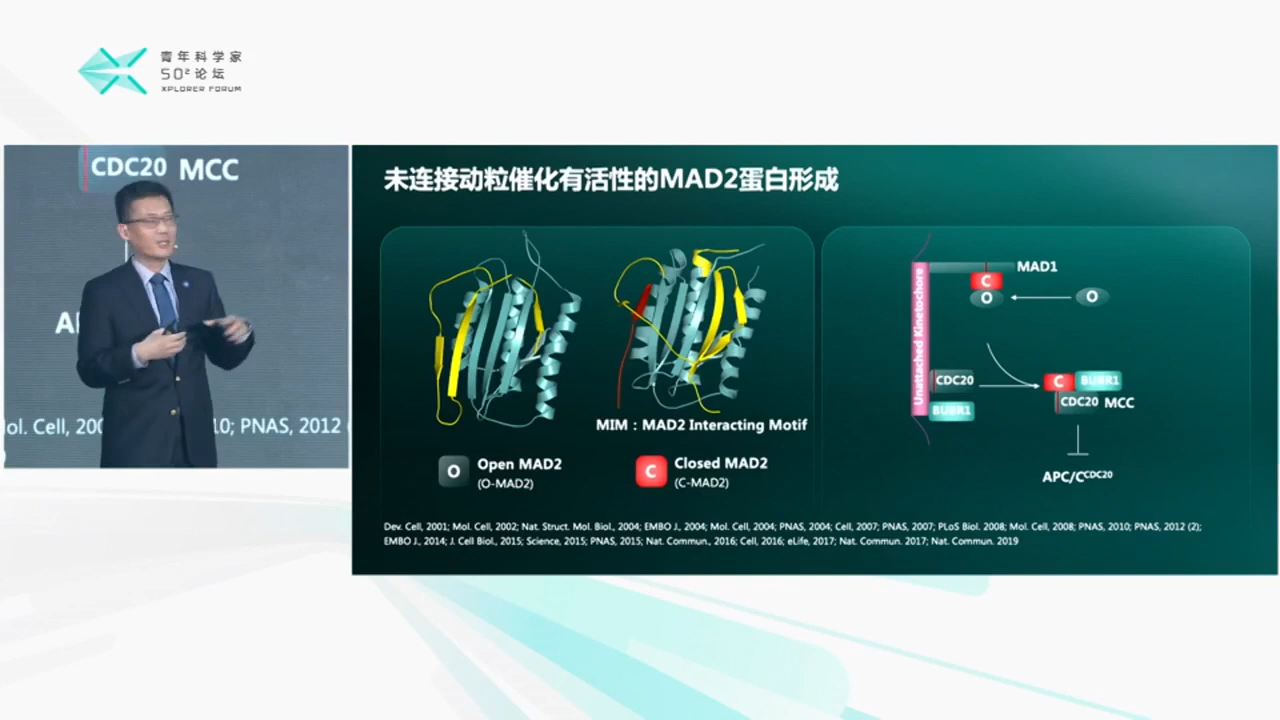 青年科学家
50²论坛
XPLORER FORUM
CDC20 MCC
ol. Cell, 200
10; PNAS, 2012
未连接动粒催化有活性的MAD2蛋白形成
MIM：MAD2 Interacting Motif
O Open MAD2
(O-MAD2)
C Closed MAD2
(C-MAD2)
Unattached Kinetochore
MAD1
C
O
O
CDC20
BUBR1
C BUBR1
CDC20 MCC
APC/C^CDC20
Dev. Cell, 2001; Mol. Cell, 2002; Nat. Struct. Mol. Biol., 2004; EMBO J., 2004; Mol. Cell, 2004; PNAS, 2004; Cell, 2007; PNAS, 2007; PLoS Biol. 2008; Mol. Cell, 2008; PNAS, 2010; PNAS, 2012 (2);
EMBO J., 2014; J. Cell Biol., 2015; Science, 2015; PNAS, 2015; Nat. Commun., 2016; Cell, 2016; eLife, 2017; Nat. Commun. 2017; Nat. Commun. 2019